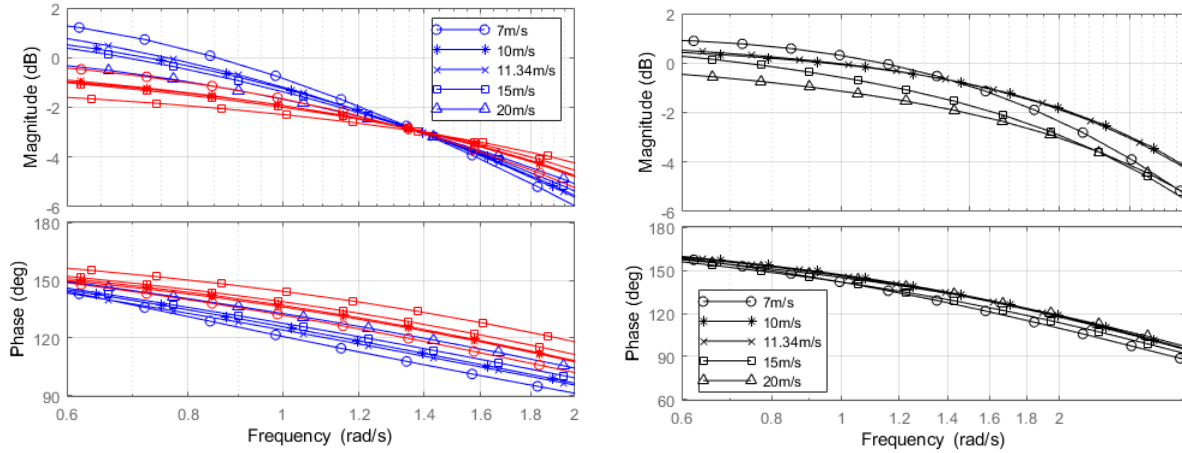 2
0
-2
-4
-6
Magnitude (dB)
7m/s
10m/s
11.34m/s
15m/s
20m/s
180
150
120
90
Phase (deg)
0.6
0.8
1
1.2
1.4
1.6
1.8
2
Frequency (rad/s)
2
0
-2
-4
-6
Magnitude (dB)
180
150
120
90
60
Phase (deg)
7m/s
10m/s
11.34m/s
15m/s
20m/s
0.6
0.8
1
1.2
1.4
1.6
1.8
2
Frequency (rad/s)